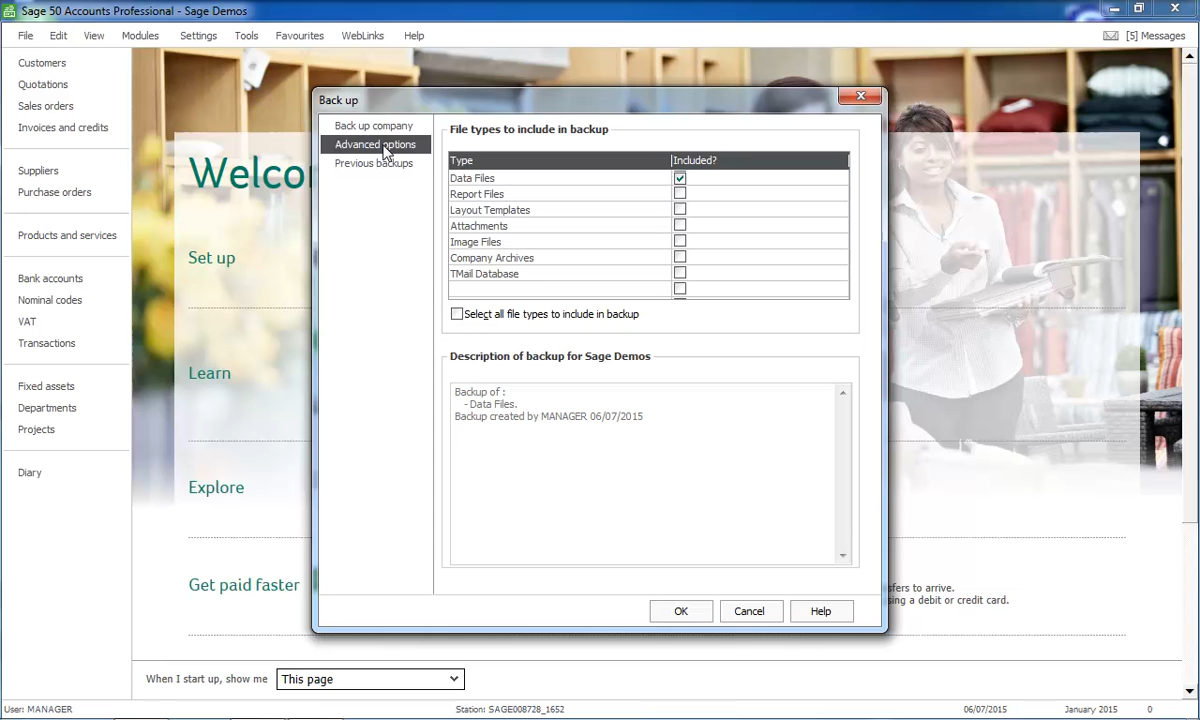 Sage 50 Accounts Professional - Sage Demos
File Edit View Modules Settings Tools Favourites WebLinks Help [5] Messages
Customers
Quotations
Sales orders
Invoices and credits
Suppliers
Purchase orders
Products and services
Bank accounts
Nominal codes
VAT
Transactions
Fixed assets
Departments
Projects
Diary
Welco
Set up
Learn
Explore
Get paid faster
Back up
Back up company
Advanced options
Previous backups
File types to include in backup
Type Included?
Data Files
Report Files
Layout Templates
Attachments
Image Files
Company Archives
TMail Database
Select all file types to include in backup
Description of backup for Sage Demos
Backup of :
- Data Files.
Backup created by MANAGER 06/07/2015
OK Cancel Help
sfers to arrive.
sing a debit or credit card.
When I start up, show me This page
User: MANAGER Station: SAGE008728_1652 06/07/2015 January 2015 0